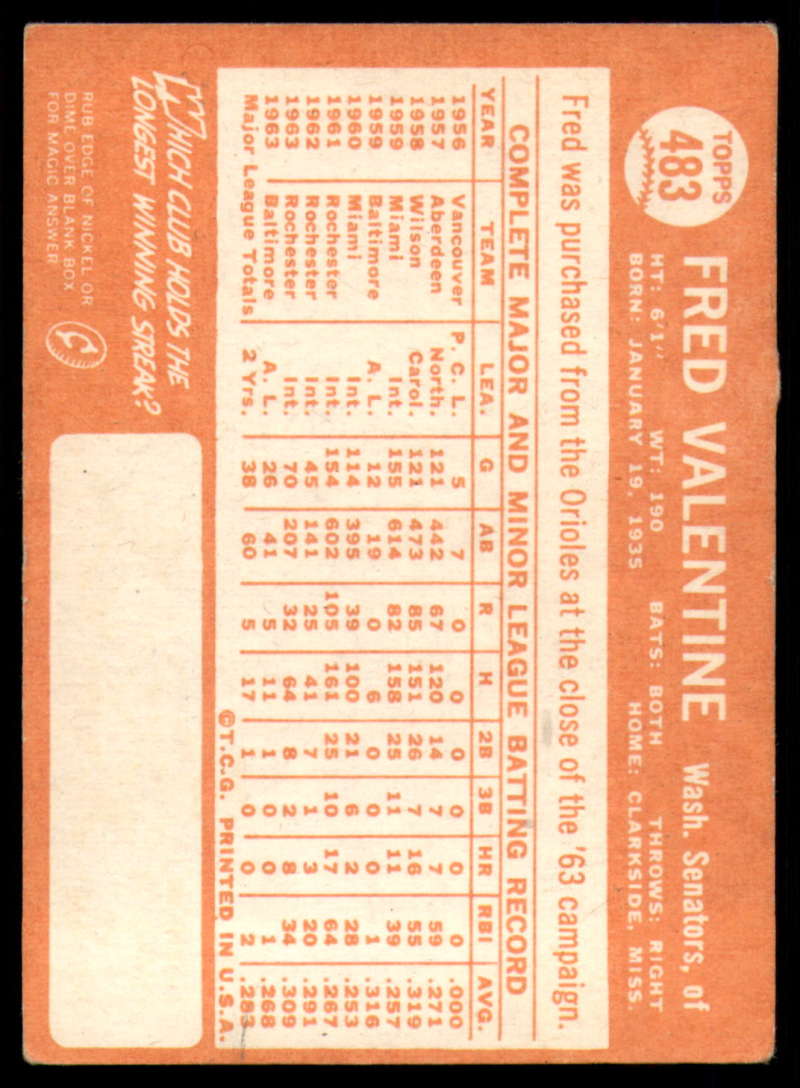 TOPPS
483
FRED VALENTINE Wash. Senators, of
HT: 6'1" WT: 190 BATS: BOTH THROWS: RIGHT
BORN: JANUARY 19, 1935 HOME: CLARKSIDE, MISS.
Fred was purchased from the Orioles at the close of the '63 campaign.
COMPLETE MAJOR AND MINOR LEAGUE BATTING RECORD
YEAR TEAM LEA. G AB R H 2B 3B HR RBI AVG.
1956 Vancouver P. C. L. 5 7 0 0 0 0 0 0 .000
1957 Aberdeen North. 121 442 67 120 14 7 7 59 .271
1958 Wilson Carol. 121 473 85 151 26 7 16 55 .319
1959 Miami Int. 155 614 82 158 25 11 11 39 .257
1959 Baltimore A. L. 12 19 0 6 0 0 0 1 .316
1960 Miami Int. 114 395 39 100 21 6 2 28 .253
1961 Rochester Int. 154 602 105 161 25 10 17 64 .267
1962 Rochester Int. 45 141 25 41 7 1 3 20 .291
1963 Rochester Int. 70 207 32 64 8 2 8 34 .309
1963 Baltimore A. L. 26 41 5 11 1 0 0 1 .268
Major League Totals 2 Yrs. 38 60 5 17 1 0 0 2 .283
©T.C.G. PRINTED IN U.S.A.
WHICH CLUB HOLDS THE
LONGEST WINNING STREAK?
RUB EDGE OF NICKEL OR
DIME OVER BLANK BOX
FOR MAGIC ANSWER